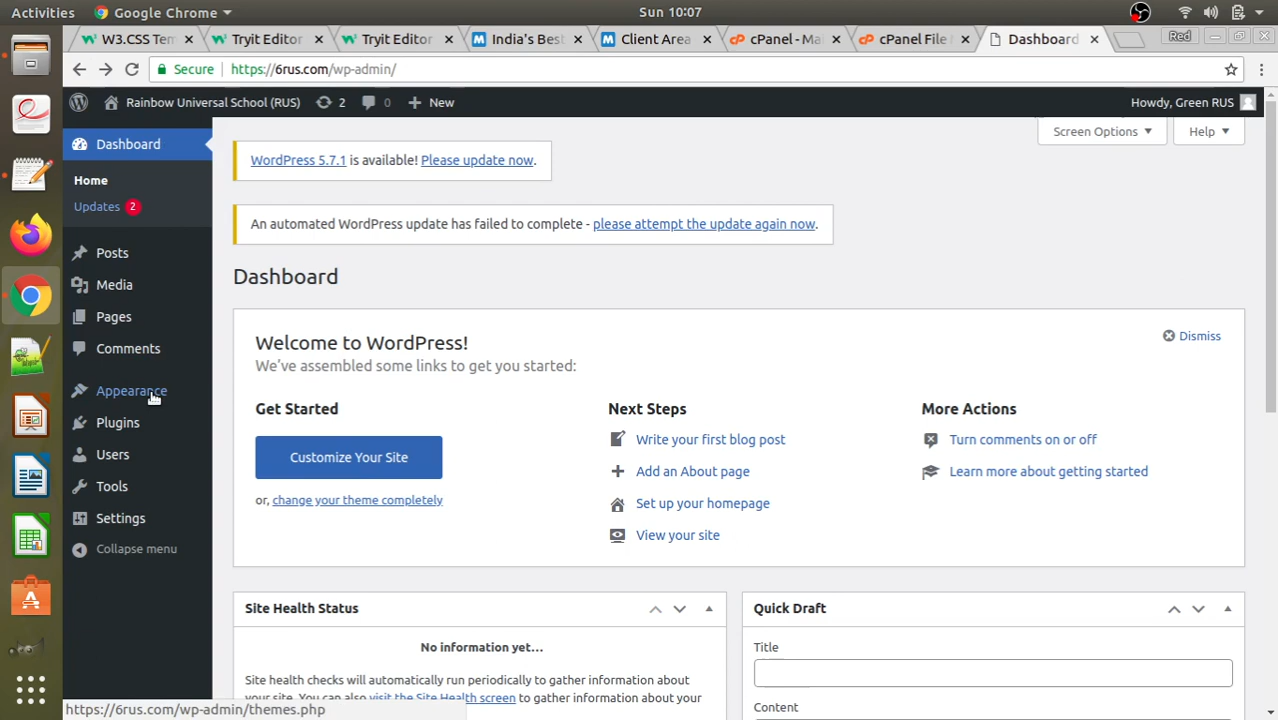 Activities Google Chrome Sun 10:07
W3.CSS Tem Tryit Editor Tryit Editor India's Best Client Area cPanel - Ma cPanel File Dashboard Red
Secure https://6rus.com/wp-admin/
Rainbow Universal School (RUS) 2 0 New Howdy, Green RUS
Screen Options Help
Dashboard
Home
Updates 2
Posts
Media
Pages
Comments
Appearance
Plugins
Users
Tools
Settings
Collapse menu
WordPress 5.7.1 is available! Please update now.
An automated WordPress update has failed to complete - please attempt the update again now.
Dashboard
Welcome to WordPress!
We've assembled some links to get you started:
Dismiss
Get Started
Customize Your Site
or, change your theme completely
Next Steps
Write your first blog post
Add an About page
Set up your homepage
View your site
More Actions
Turn comments on or off
Learn more about getting started
Site Health Status
No information yet...
Site health checks will automatically run periodically to gather information about
your site. You can also visit the Site Health screen to gather information about your
Quick Draft
Title
Content
https://6rus.com/wp-admin/themes.php